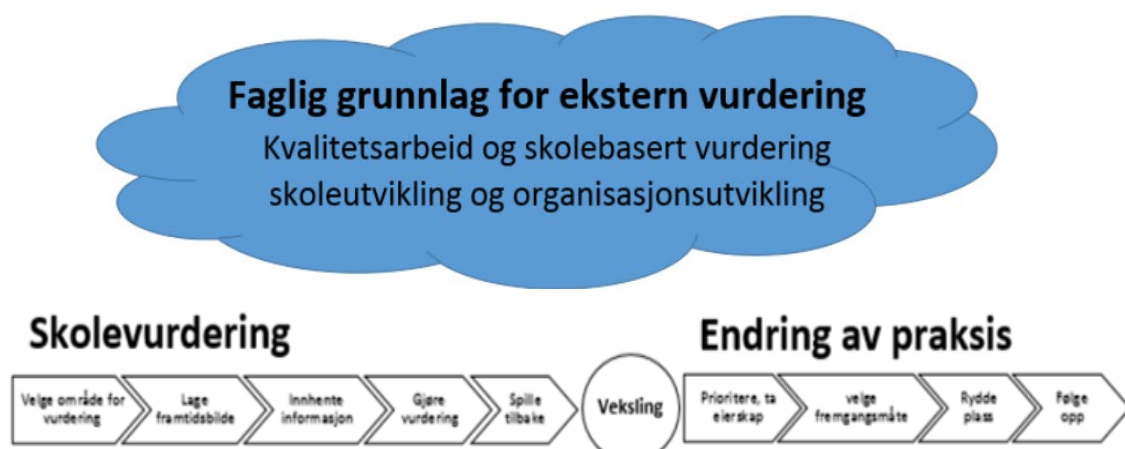 Faglig grunnlag for ekstern vurdering
Kvalitetsarbeid og skolebasert vurdering
skoleutvikling og organisasjonsutvikling
Skolevurdering
Endring av praksis
Velge område for
vurdering
Lage
framtidsbilde
Innhente
informasjon
Gjøre
vurdering
Spille
tilbake
Veksling
Prioritere, ta
eierskap
velge
fremgangsmåte
Rydde
plass
Følge
opp